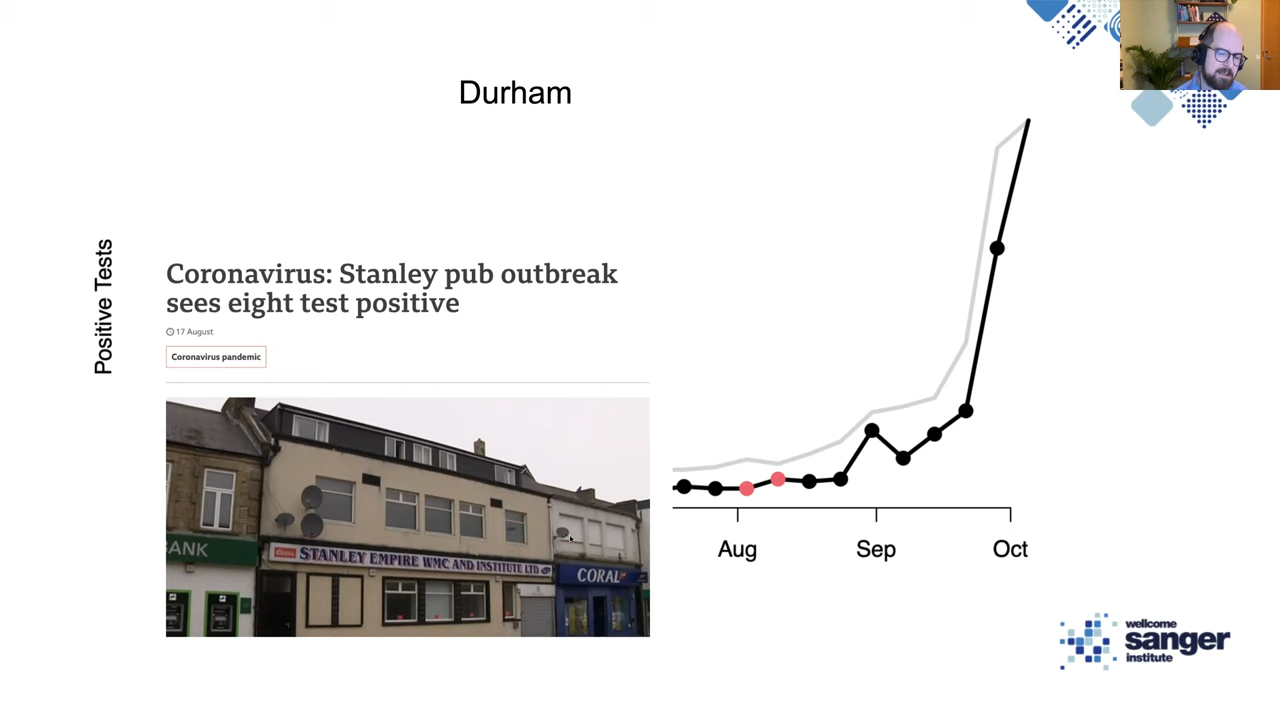 Durham
Positive Tests
Coronavirus: Stanley pub outbreak
sees eight test positive
17 August
Coronavirus pandemic
ANK
STANLEY EMPIRE WMC AND INSTITUTE LTD
CORAL
Aug
Sep
Oct
wellcome
sanger
institute